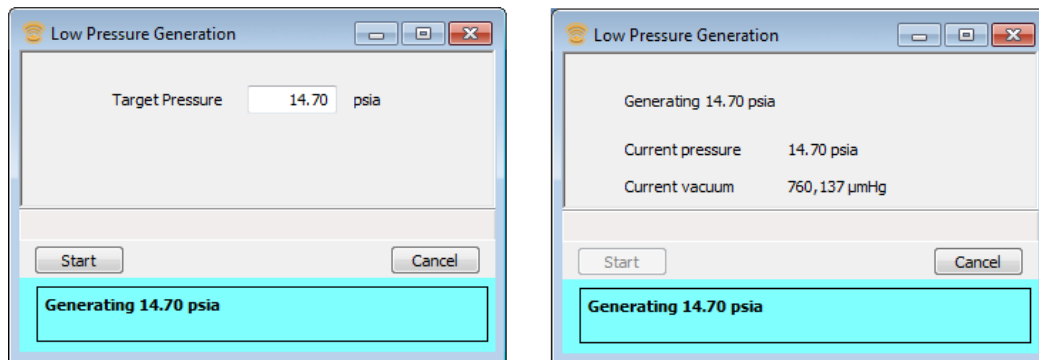 Low Pressure Generation
Target Pressure 14.70 psia
Start Cancel
Generating 14.70 psia
Low Pressure Generation
Generating 14.70 psia
Current pressure 14.70 psia
Current vacuum 760,137 µmHg
Start Cancel
Generating 14.70 psia